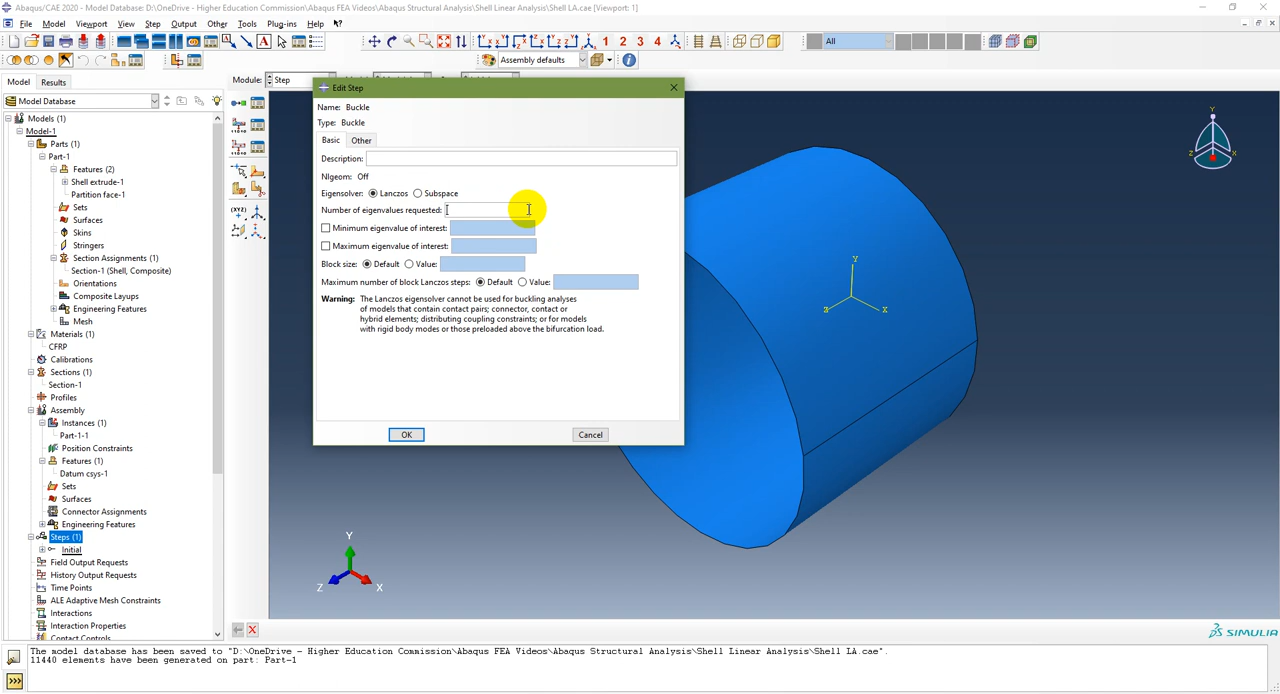 Abaqus/CAE 2020 - Model Database: D:\OneDrive - Higher Education Commission\Abaqus FEA Videos\Abaqus Structural Analysis\Shell Linear Analysis\Shell LA.cae [Viewport: 1]
File Model Viewport View Step Output Other Tools Plug-ins Help
1 2 3 4 All
Assembly defaults
Model Results Module: Step
Model Database
Models (1)
Model-1
Parts (1)
Part-1
Features (2)
Shell extrude-1
Partition face-1
Sets
Surfaces
Skins
Stringers
Section Assignments (1)
Section-1 (Shell, Composite)
Orientations
Composite Layups
Engineering Features
Mesh
Materials (1)
CFRP
Calibrations
Sections (1)
Section-1
Profiles
Assembly
Instances (1)
Part-1-1
Position Constraints
Features (1)
Datum csys-1
Sets
Surfaces
Connector Assignments
Engineering Features
Steps (1)
Initial
Field Output Requests
History Output Requests
Time Points
ALE Adaptive Mesh Constraints
Interactions
Interaction Properties
Contact Controls
Edit Step
Name: Buckle
Type: Buckle
Basic Other
Description:
Nlgeom: Off
Eigensolver: Lanczos Subspace
Number of eigenvalues requested:
Minimum eigenvalue of interest:
Maximum eigenvalue of interest:
Block size: Default Value:
Maximum number of block Lanczos steps: Default Value:
Warning: The Lanczos eigensolver cannot be used for buckling analyses
of models that contain contact pairs; connector, contact or
hybrid elements; distributing coupling constraints; or for models
with rigid body modes or those preloaded above the bifurcation load.
OK Cancel
Y
Z X
Y
Z X
Y
Z X
SIMULIA
The model database has been saved to "D:\OneDrive - Higher Education Commission\Abaqus FEA Videos\Abaqus Structural Analysis\Shell Linear Analysis\Shell LA.cae".
11440 elements have been generated on part: Part-1